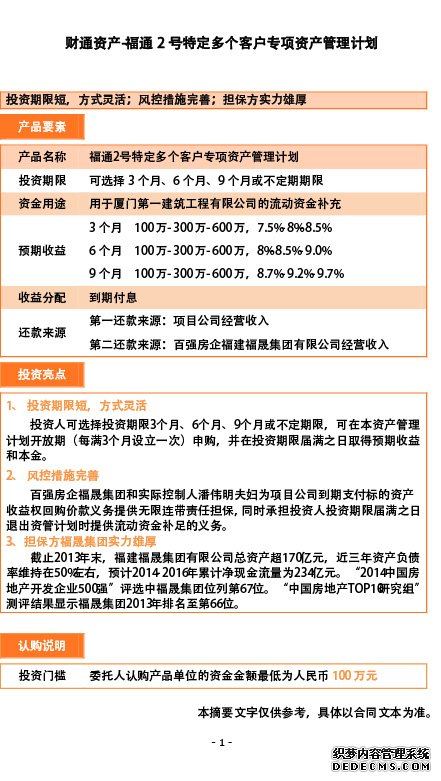 财通资产-福通 2 号特定多个客户专项资产管理计划
投资期限短，方式灵活；风控措施完善；担保方实力雄厚
产品要素
产品名称 福通2号特定多个客户专项资产管理计划
投资期限 可选择 3 个月、6 个月、9 个月或不定期期限
资金用途 用于厦门第一建筑工程有限公司的流动资金补充
预期收益
3 个月 100万-300万-600万，7.5%-8%-8.5%
6 个月 100万-300万-600万，8%-8.5%-9.0%
9 个月 100万-300万-600万，8.7%-9.2%-9.7%
收益分配 到期付息
还款来源
第一还款来源：项目公司经营收入
第二还款来源：百强房企福建福晟集团有限公司经营收入
投资亮点
1、 投资期限短，方式灵活
投资人可选择投资期限3个月、6个月、9个月或不定期限，可在本资产管理
计划开放期（每满3个月设立一次）申购，并在投资期限届满之日取得预期收益
和本金。
2、 风控措施完善
百强房企福晟集团和实际控制人潘伟明夫妇为项目公司到期支付标的资产
收益权回购价款义务提供无限连带责任担保，同时承担投资人投资期限届满之日
退出资管计划时提供流动资金补足的义务。
3、担保方福晟集团实力雄厚
截止2013年末，福建福晟集团有限公司总资产超170亿元，近三年资产负债
率维持在50%左右，预计2014-2016年累计净现金流量为234亿元。“2014中国房
地产开发企业500强”评选中福晟集团位列第67位。“中国房地产TOP10研究组”
测评结果显示福晟集团2013年排名至第66位。
认购说明
投资门槛 委托人认购产品单位的资金金额最低为人民币 100 万元
本摘要文字仅供参考，具体以合同文本为准。
- 1 -
织梦内容管理系统
DEDECMS.COM